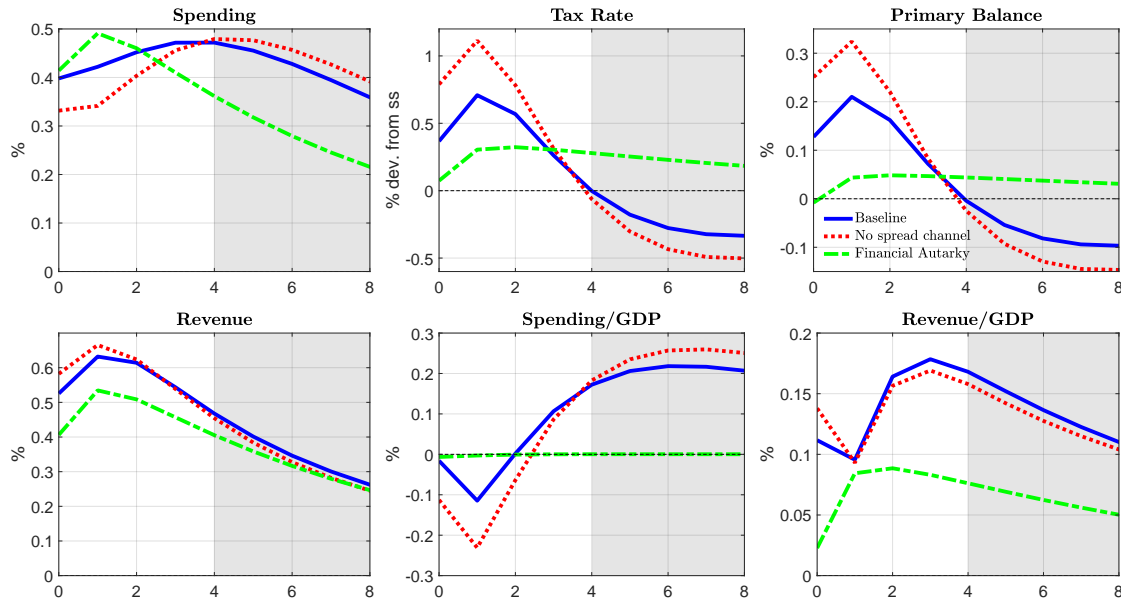 Spending
%
0.5
0.4
0.3
0.4
0.1
0
0 2 4 6 8
Tax Rate
% dev. from ss
1
0.5
0
-0.5
0 2 4 6 8
Primary Balance
%
0.3
0.2
0.1
0
-0.1
Baseline
No spread channel
Financial Autarky
0 2 4 6 8
Revenue
%
0.6
0.5
0.4
0.3
0.2
0.1
0
0 2 4 6 8
Spending/GDP
%
0.3
0.2
0.1
0
-0.1
-0.2
-0.3
0 2 4 6 8
Revenue/GDP
%
0.2
0.15
0.1
0.05
0
0 2 4 6 8